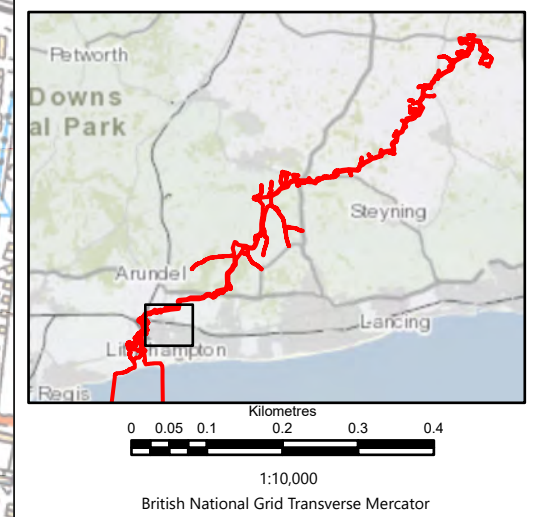 Petworth
Downs
al Park
Steyning
Arundel
Lancing
Littlehampton
f Regis
Kilometres
0 0.05 0.1 0.2 0.3 0.4
1:10,000
British National Grid Transverse Mercator